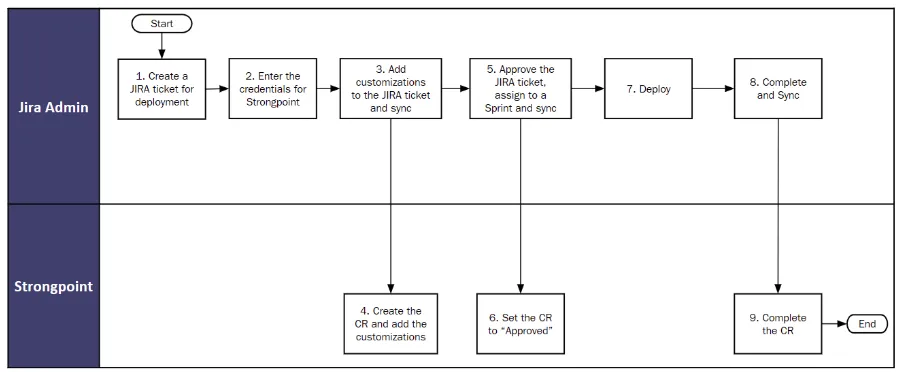 Start
Jira Admin
1. Create a
JIRA ticket for
deployment
2. Enter the
credentials for
Strongpoint
3. Add
customizations
to the JIRA ticket
and sync
5. Approve the
JIRA ticket,
assign to a
Sprint and sync
7. Deploy
8. Complete
and Sync
Strongpoint
4. Create the
CR and add the
customizations
6. Set the CR
to “Approved”
9. Complete
the CR
End